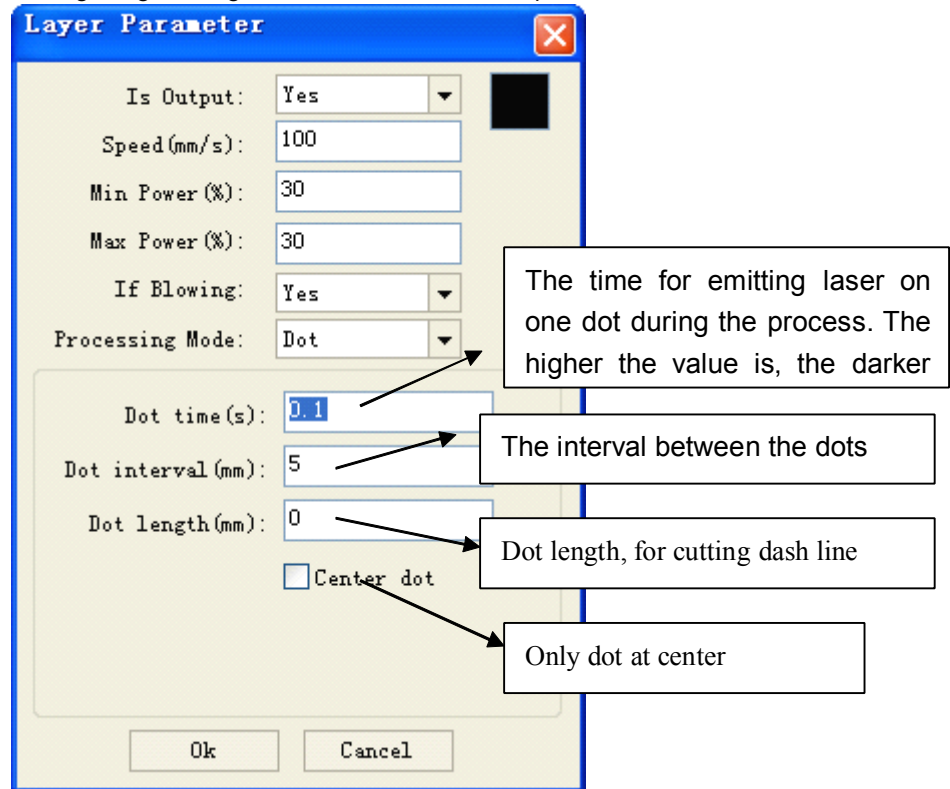 Layer Parameter
Is Output: Yes
Speed(mm/s): 100
Min Power(%): 30
Max Power(%): 30
If Blowing: Yes
Processing Mode: Dot
The time for emitting laser on
one dot during the process. The
higher the value is, the darker
Dot time(s): 0.1
The interval between the dots
Dot interval(mm): 5
Dot length(mm): 0
Dot length, for cutting dash line
Center dot
Only dot at center
Ok Cancel